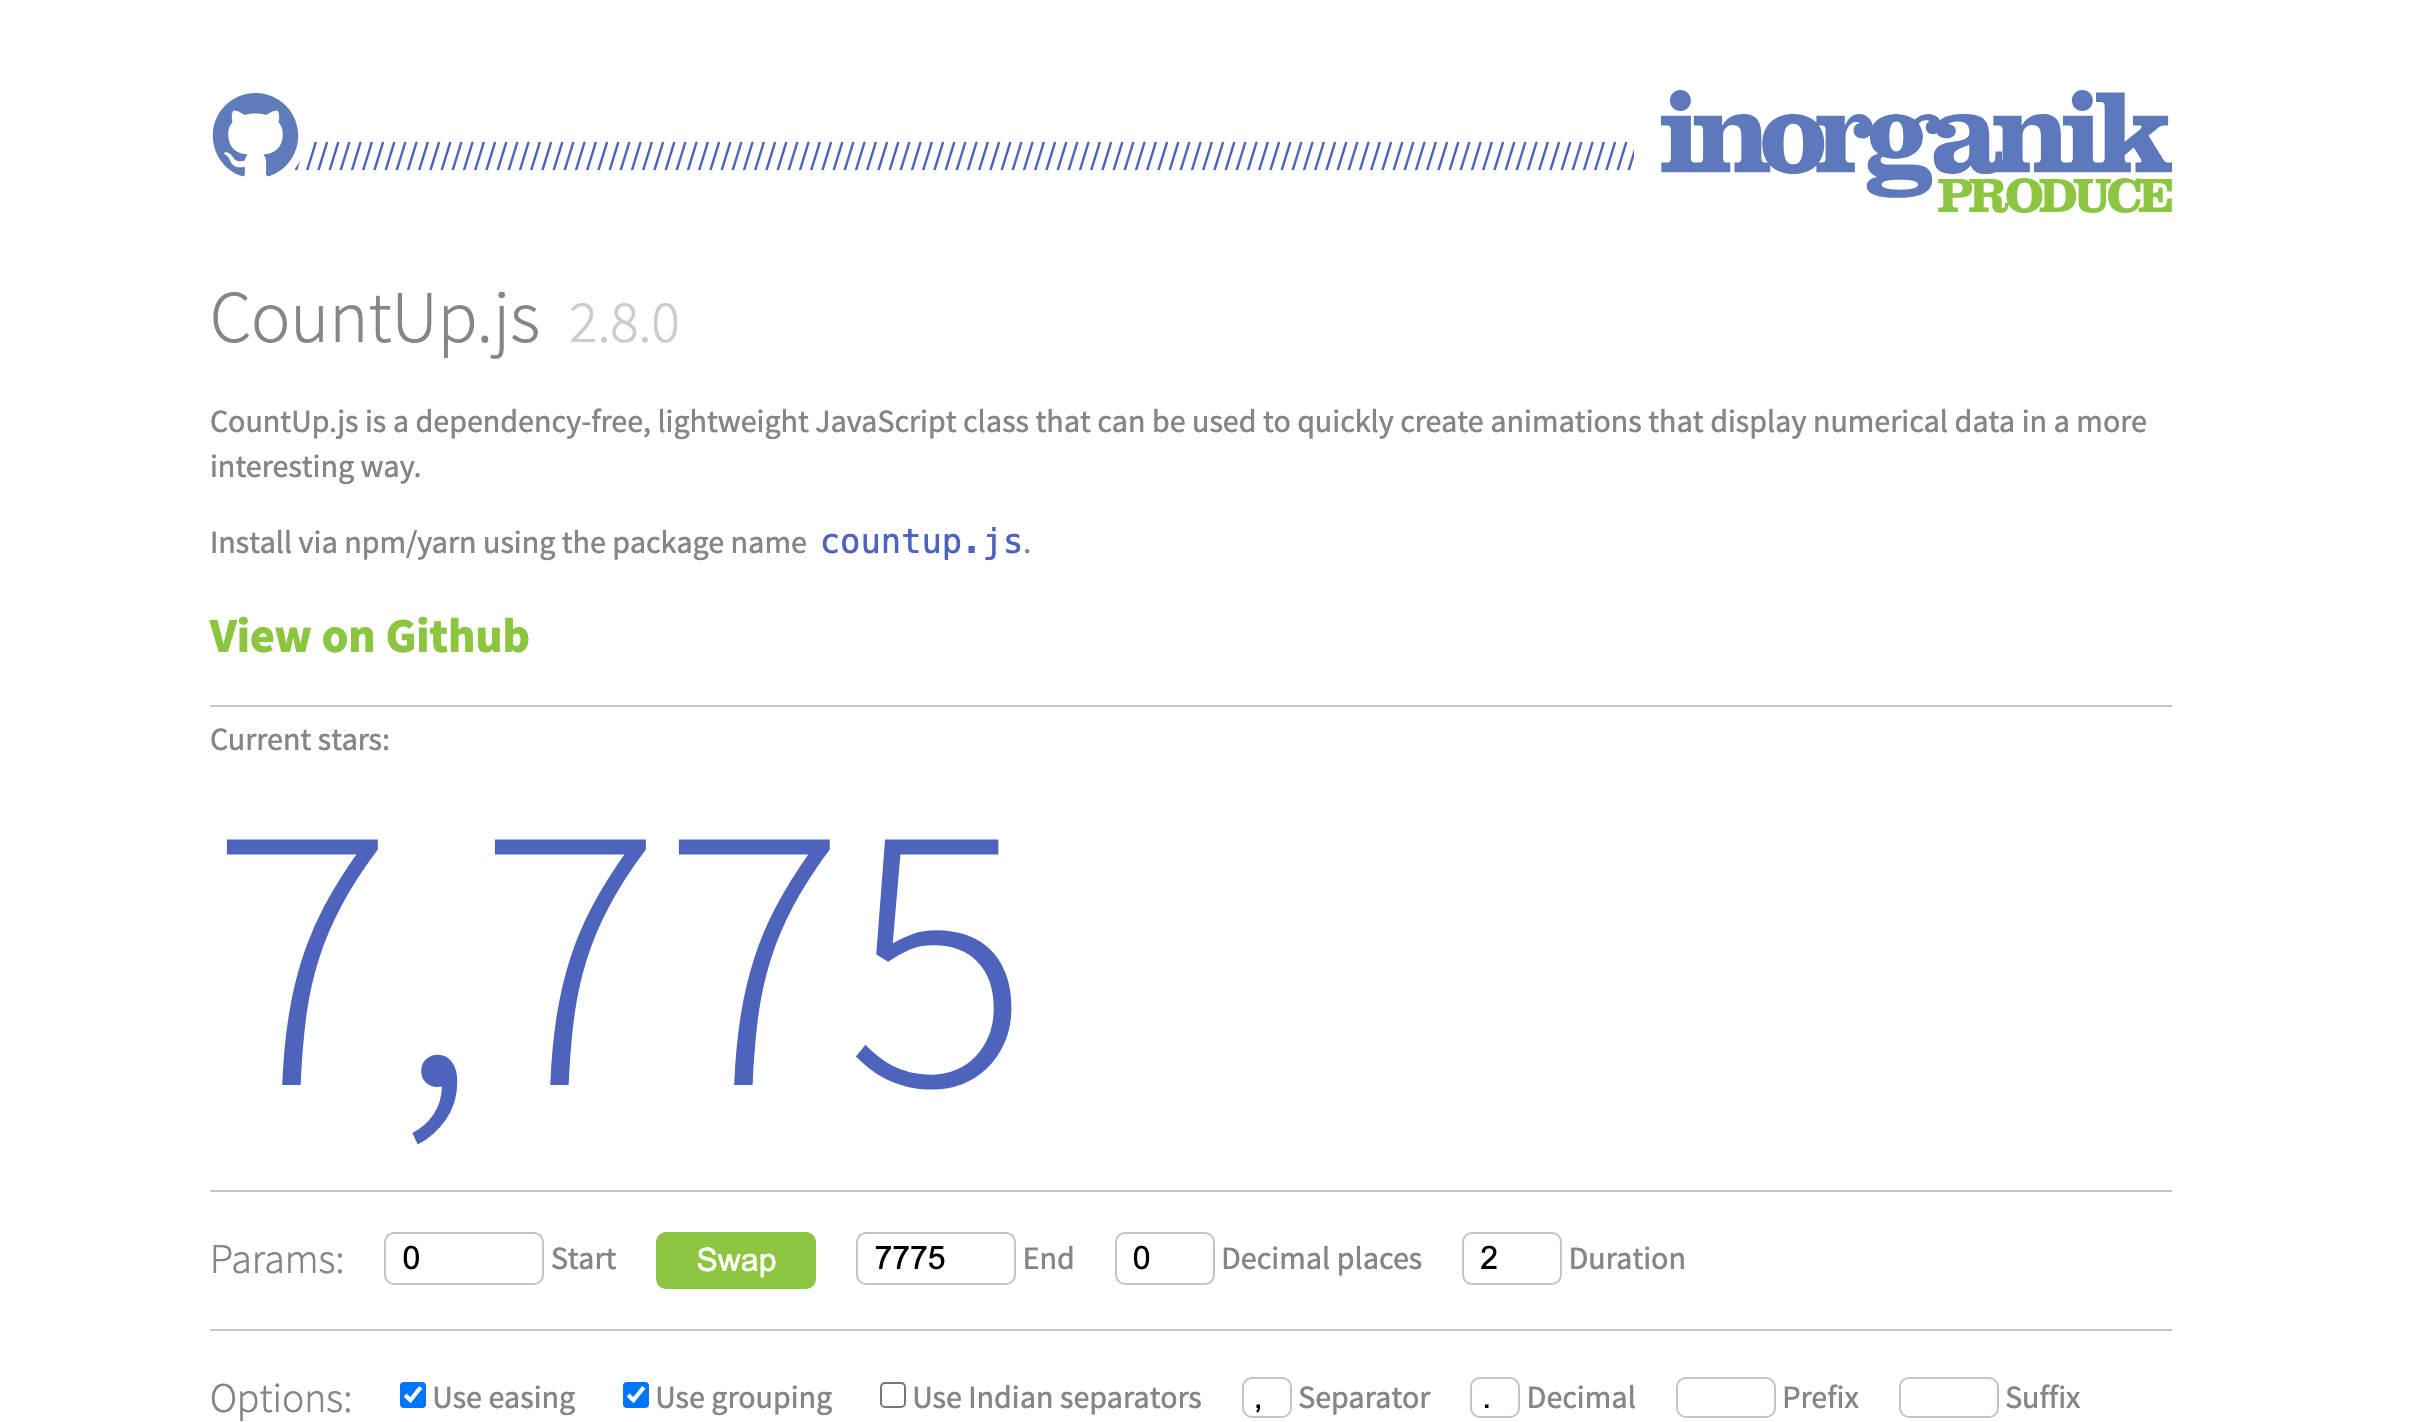 inorganik
PRODUCE
CountUp.js 2.8.0
CountUp.js is a dependency-free, lightweight JavaScript class that can be used to quickly create animations that display numerical data in a more
interesting way.
Install via npm/yarn using the package name countup.js.
View on Github
Current stars:
7,775
Params: 0 Start Swap 7775 End 0 Decimal places 2 Duration
Options: Use easing Use grouping Use Indian separators , Separator . Decimal Prefix Suffix